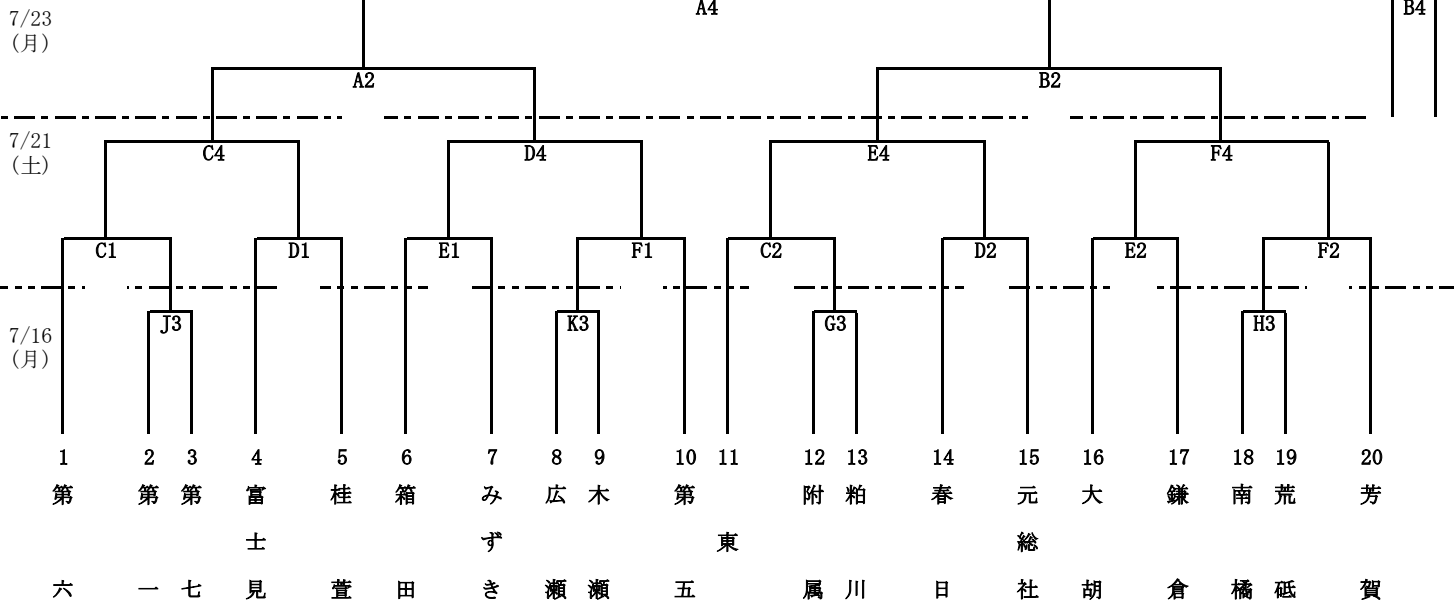 7/23
(月)
A4
B4
A2
B2
7/21
(土)
C4
D4
E4
F4
C1
D1
E1
F1
C2
D2
E2
F2
7/16
(月)
J3
K3
G3
H3
1 2 3 4 5 6 7 8 9 10 11 12 13 14 15 16 17 18 19 20
第六
第一
第七
富士見
桂萱
箱田
みずき
広瀬
木瀬
第五
東
附属
粕川
春日
元総社
大胡
鎌倉
南橘
荒砥
芳賀